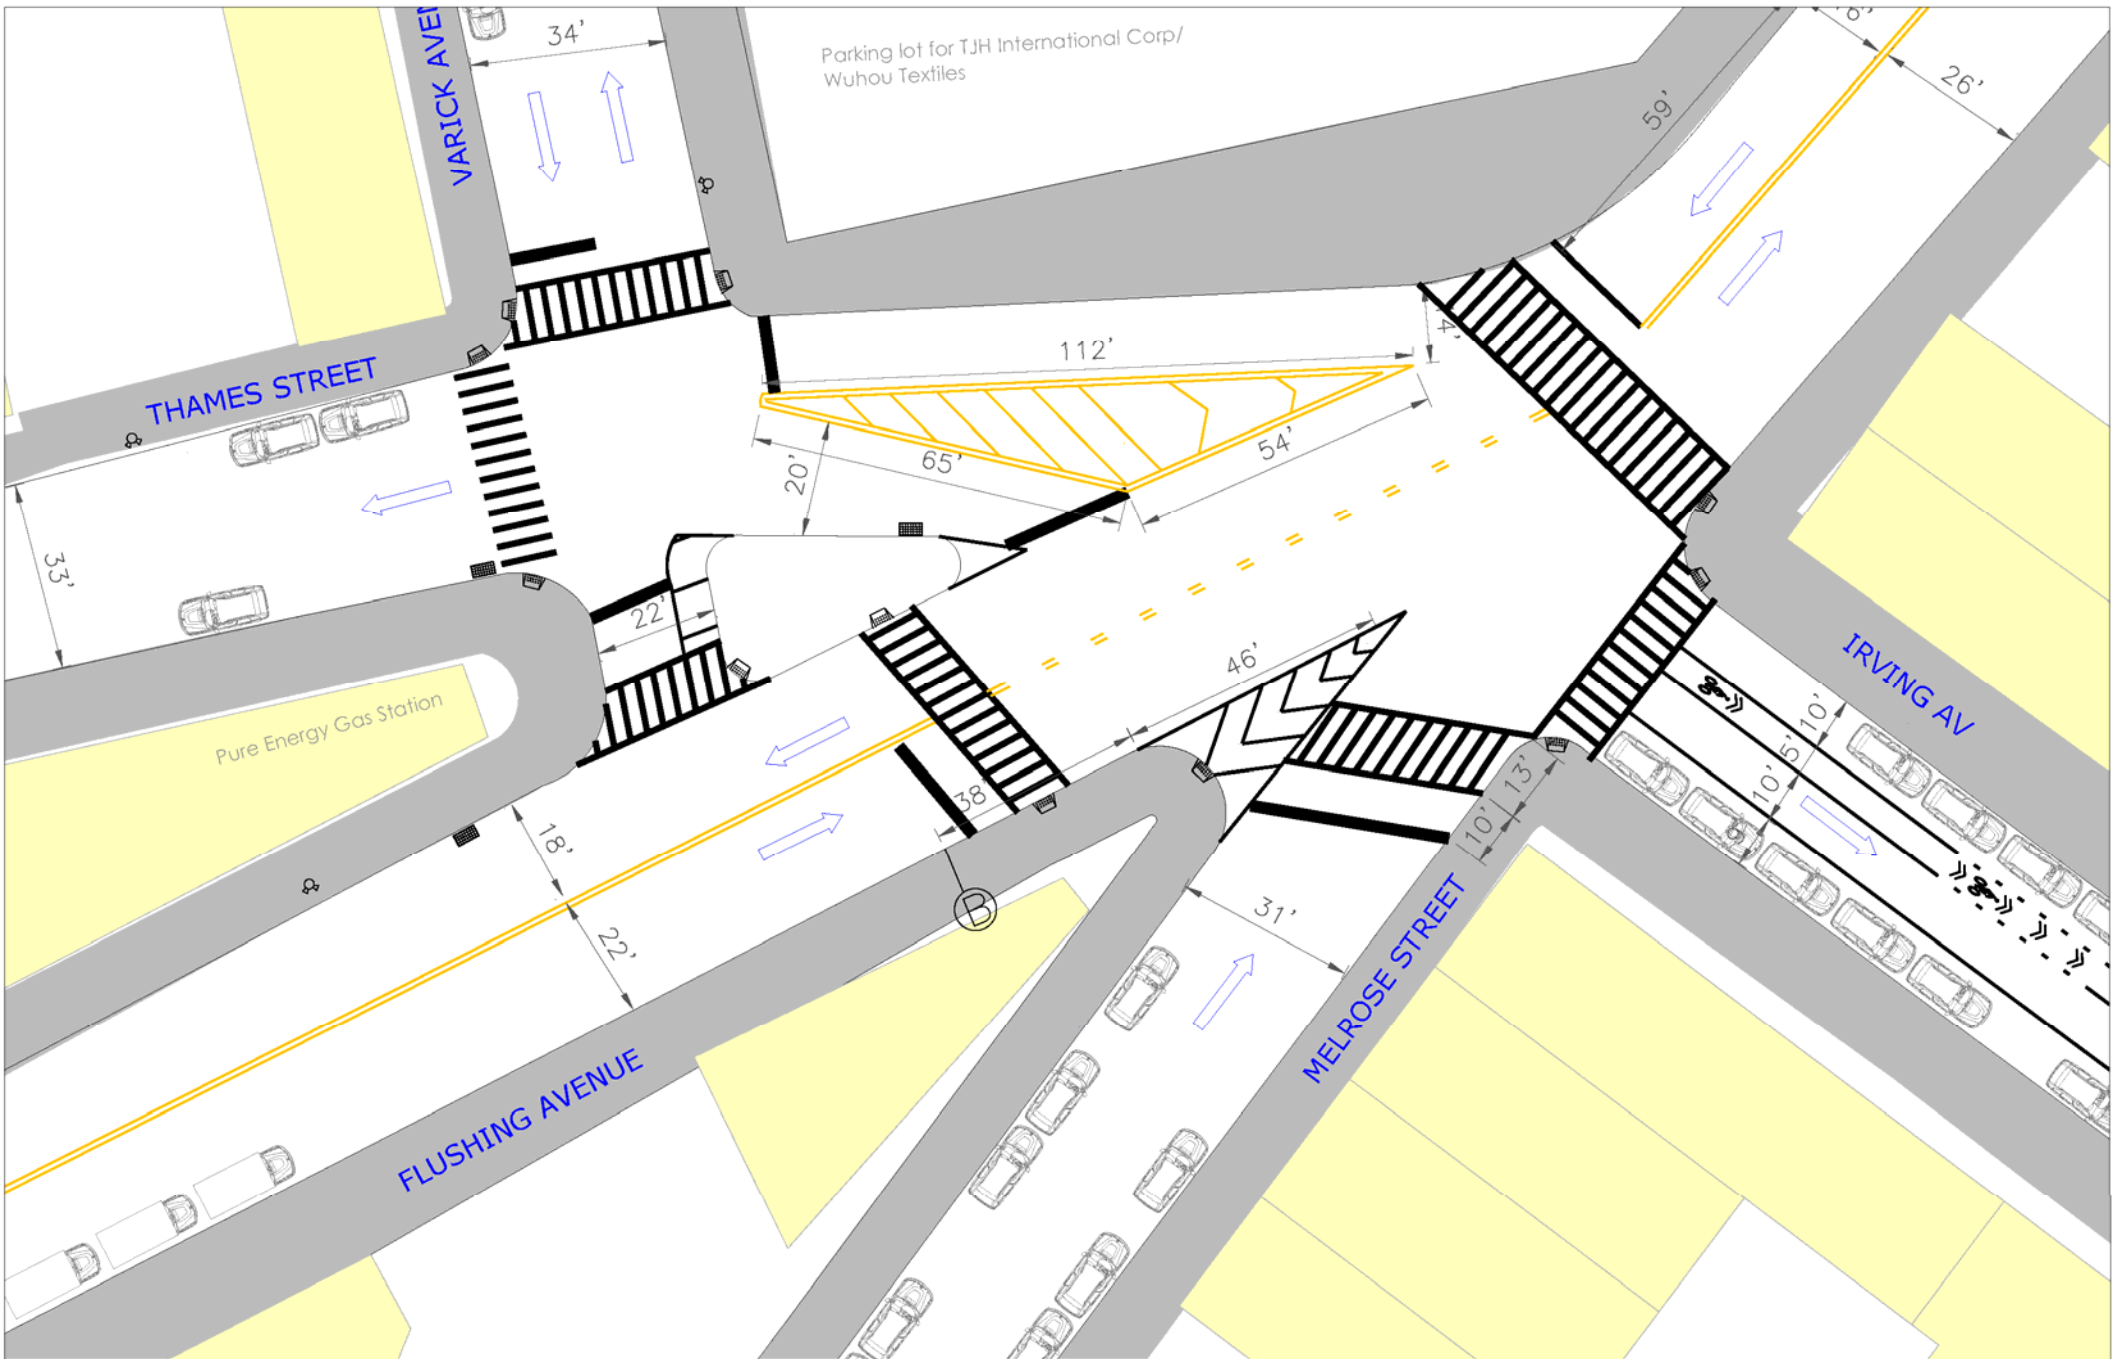 VARICK AVEN
34'
Parking lot for TJH International Corp/
Wuhou Textiles
26'
59'
THAMES STREET
112'
65'
54'
20'
33'
22'
46'
IRVING AV
Pure Energy Gas Station
10'
5'
10'
13'
10'
38'
18'
B
31'
22'
MELROSE STREET
FLUSHING AVENUE